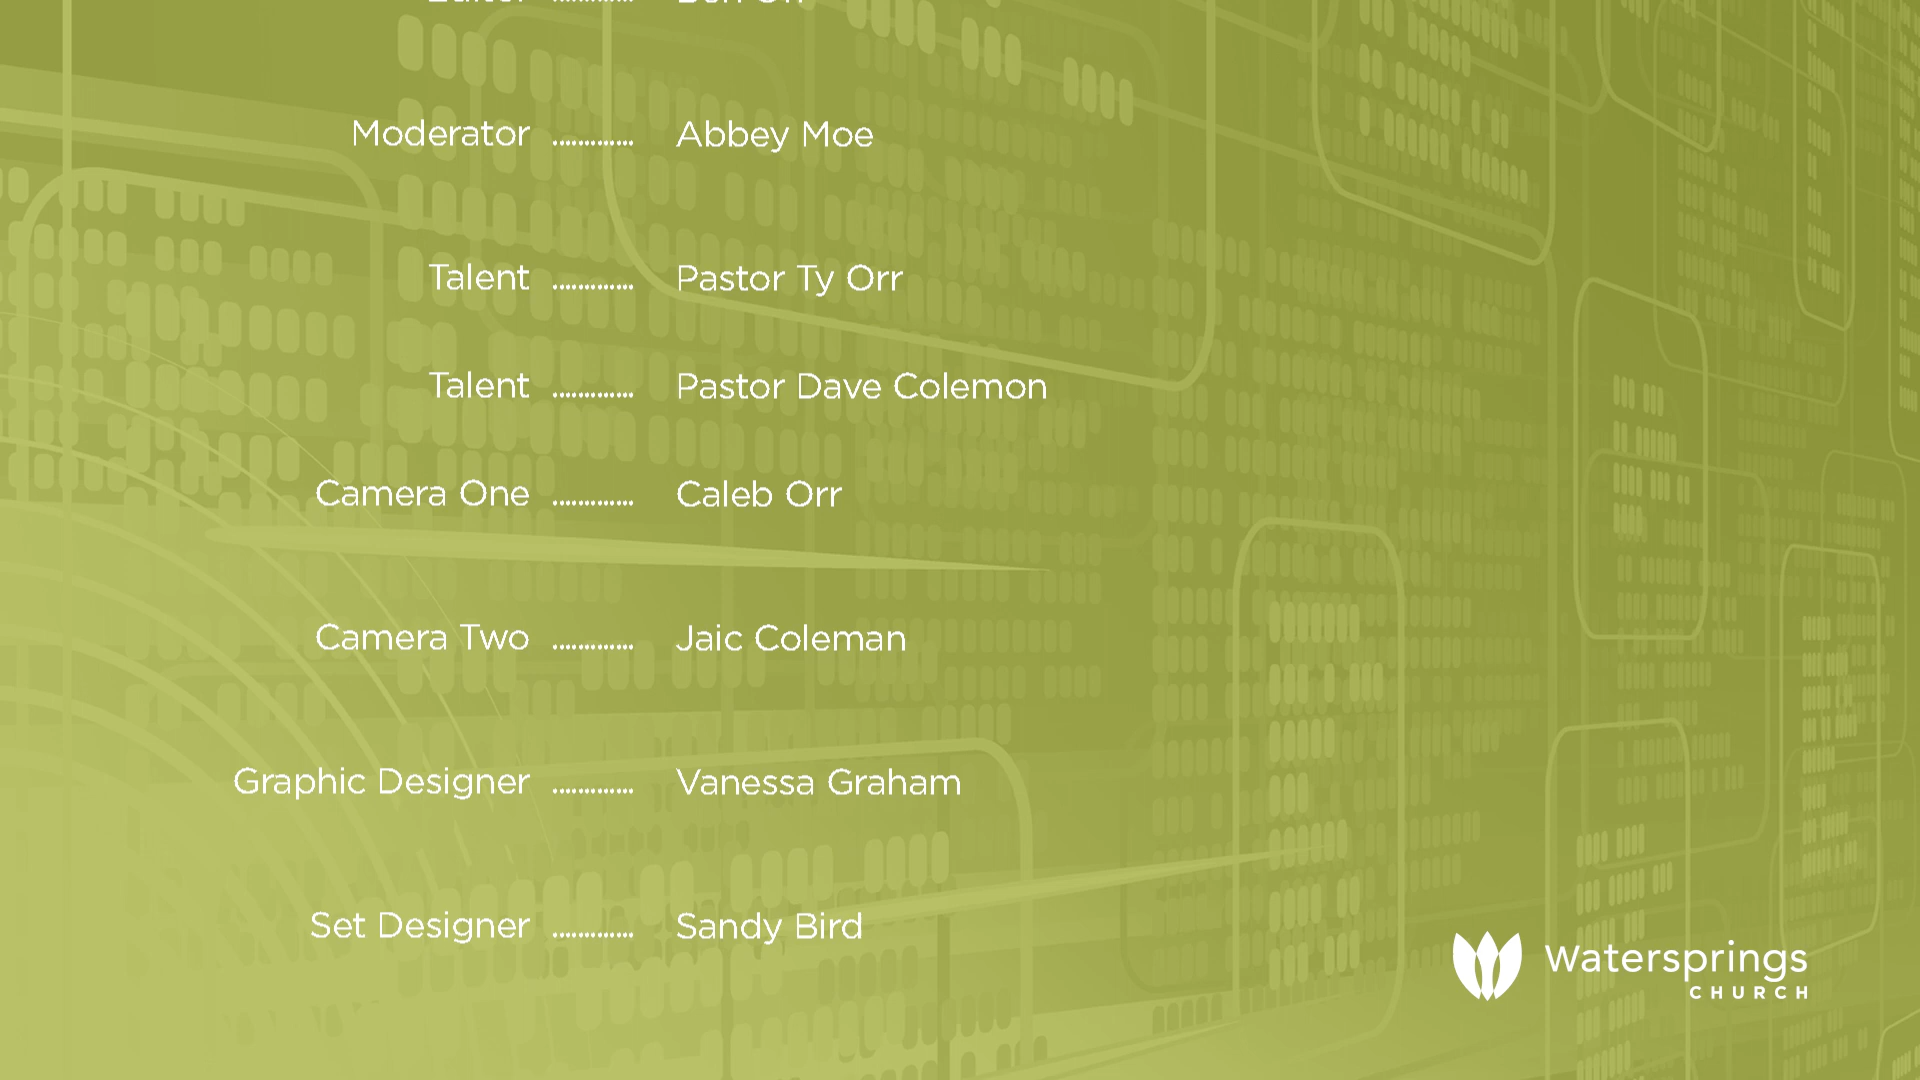 Moderator ............. Abbey Moe
Talent ............. Pastor Ty Orr
Talent ............. Pastor Dave Colemon
Camera One ............. Caleb Orr
Camera Two ............. Jaic Coleman
Graphic Designer ............. Vanessa Graham
Set Designer ............. Sandy Bird
Watersprings
CHURCH